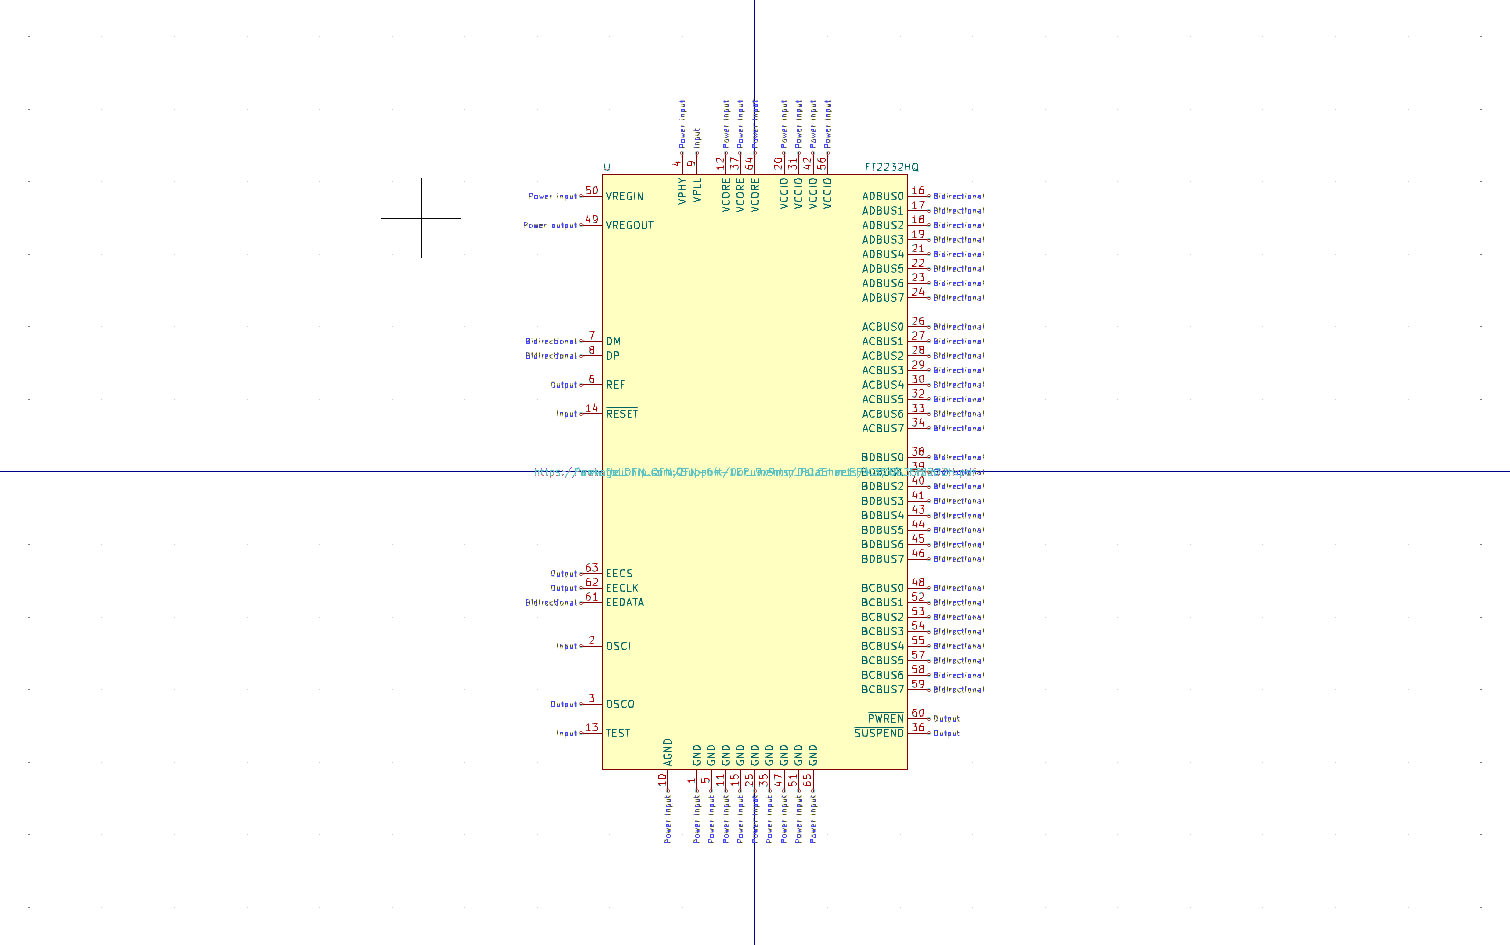 Power input
Input
Power input
Power input
Power input
Power input
Power input
Power input
Power input
4
9
12
37
64
20
31
42
56
U
FT2232HQ
VPHY
VPLL
VCORE
VCORE
VCORE
VCCIO
VCCIO
VCCIO
VCCIO
Power input 50 VREGIN
Power output 49 VREGOUT
Bidirectional 7 DM
Bidirectional 8 DP
Output 6 REF
Input 14 RESET
Output 63 EECS
Output 62 EECLK
Bidirectional 61 EEDATA
Input 2 OSCI
Output 3 OSCO
Input 13 TEST
ADBUS0 16 Bidirectional
ADBUS1 17 Bidirectional
ADBUS2 18 Bidirectional
ADBUS3 19 Bidirectional
ADBUS4 21 Bidirectional
ADBUS5 22 Bidirectional
ADBUS6 23 Bidirectional
ADBUS7 24 Bidirectional
ACBUS0 26 Bidirectional
ACBUS1 27 Bidirectional
ACBUS2 28 Bidirectional
ACBUS3 29 Bidirectional
ACBUS4 30 Bidirectional
ACBUS5 32 Bidirectional
ACBUS6 33 Bidirectional
ACBUS7 34 Bidirectional
BDBUS0 38 Bidirectional
39
BDBUS2 40 Bidirectional
BDBUS3 41 Bidirectional
BDBUS4 43 Bidirectional
BDBUS5 44 Bidirectional
BDBUS6 45 Bidirectional
BDBUS7 46 Bidirectional
BCBUS0 48 Bidirectional
BCBUS1 52 Bidirectional
BCBUS2 53 Bidirectional
BCBUS3 54 Bidirectional
BCBUS4 55 Bidirectional
BCBUS5 57 Bidirectional
BCBUS6 58 Bidirectional
BCBUS7 59 Bidirectional
PWREN 60 Output
SUSPEND 36 Output
AGND
GND
GND
GND
GND
GND
GND
GND
GND
GND
10
1
5
11
15
25
35
47
51
65
Power input
Power input
Power input
Power input
Power input
Power input
Power input
Power input
Power input
Power input